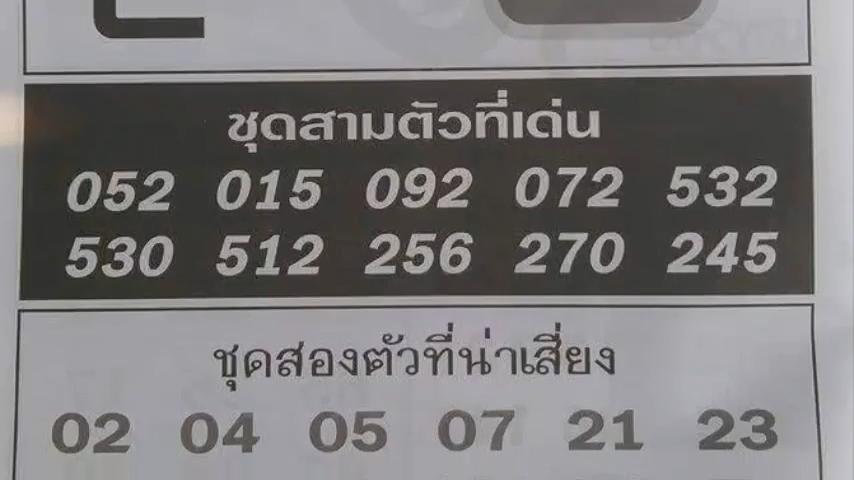 ชุดสามตัวที่เด่น
052 015 092 072 532
530 512 256 270 245
ชุดสองตัวที่น่าเสี่ยง
02 04 05 07 21 23